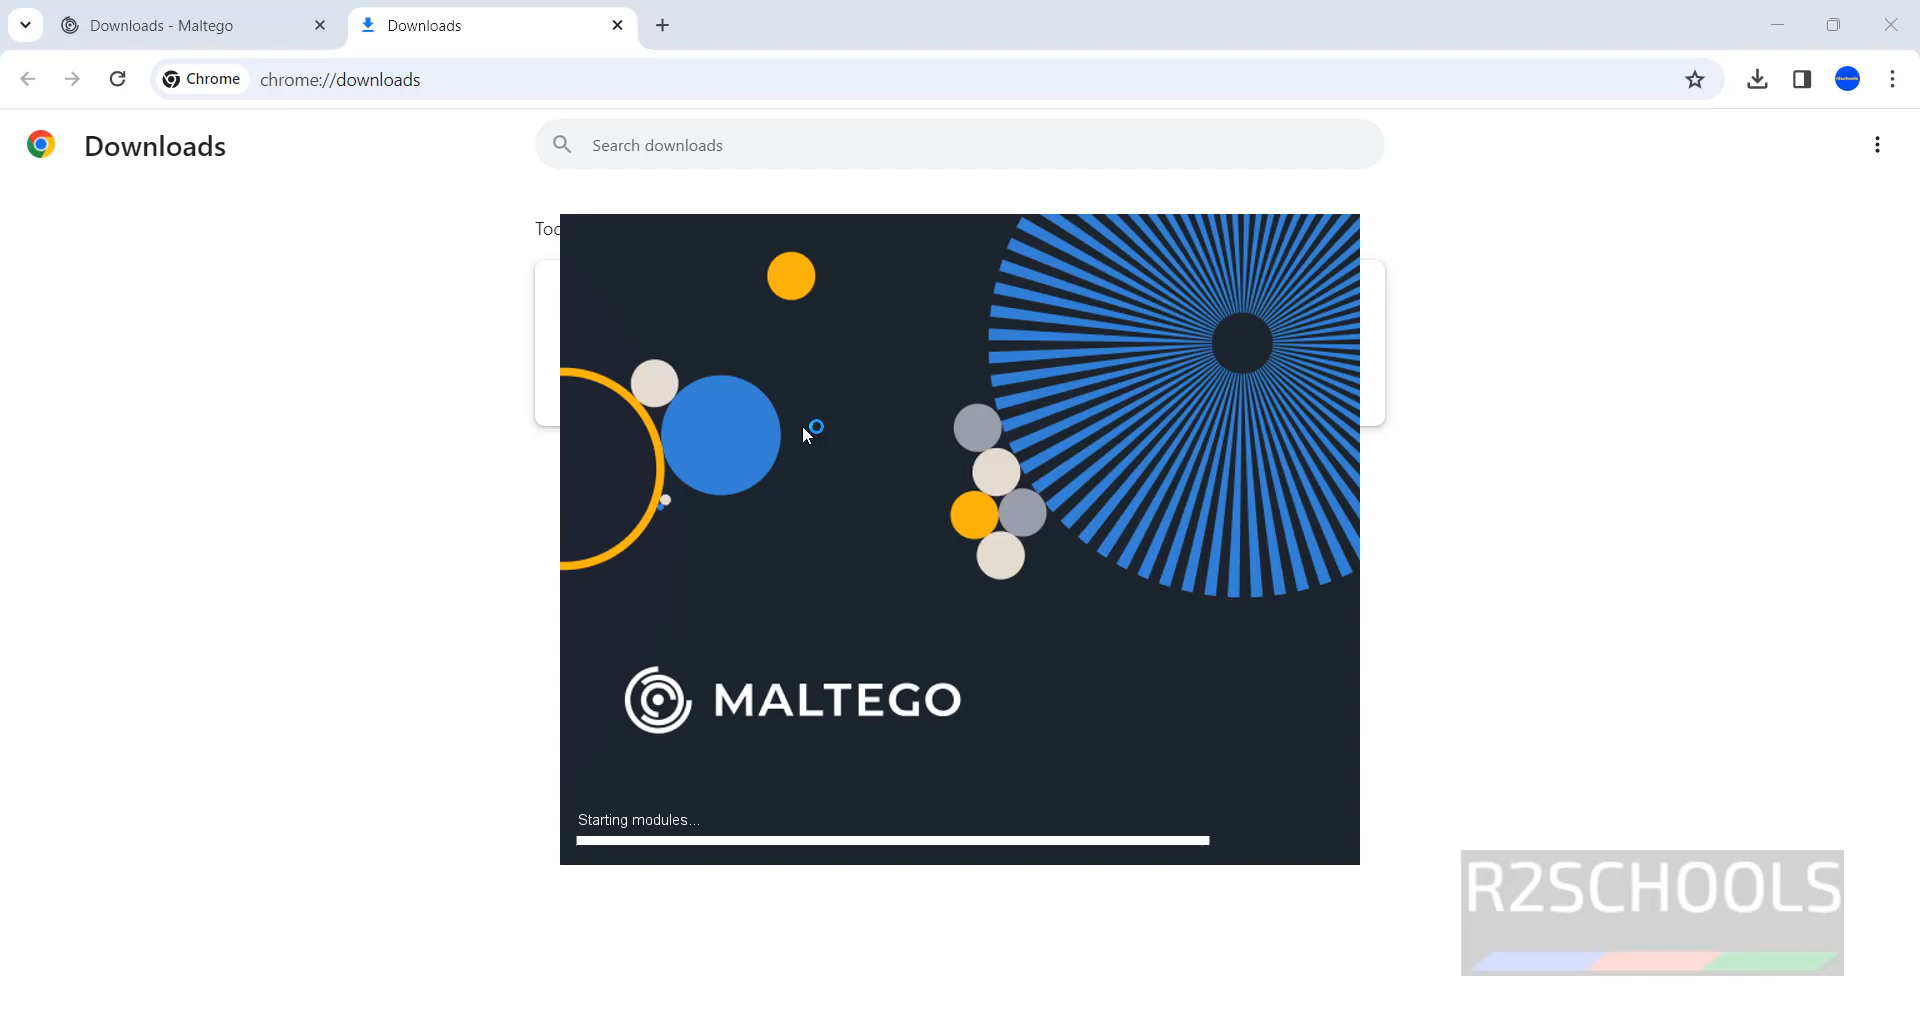 Downloads - Maltego
Downloads
Chrome
chrome://downloads
Downloads
Search downloads
MALTEGO
Starting modules...
R2SCHOOLS